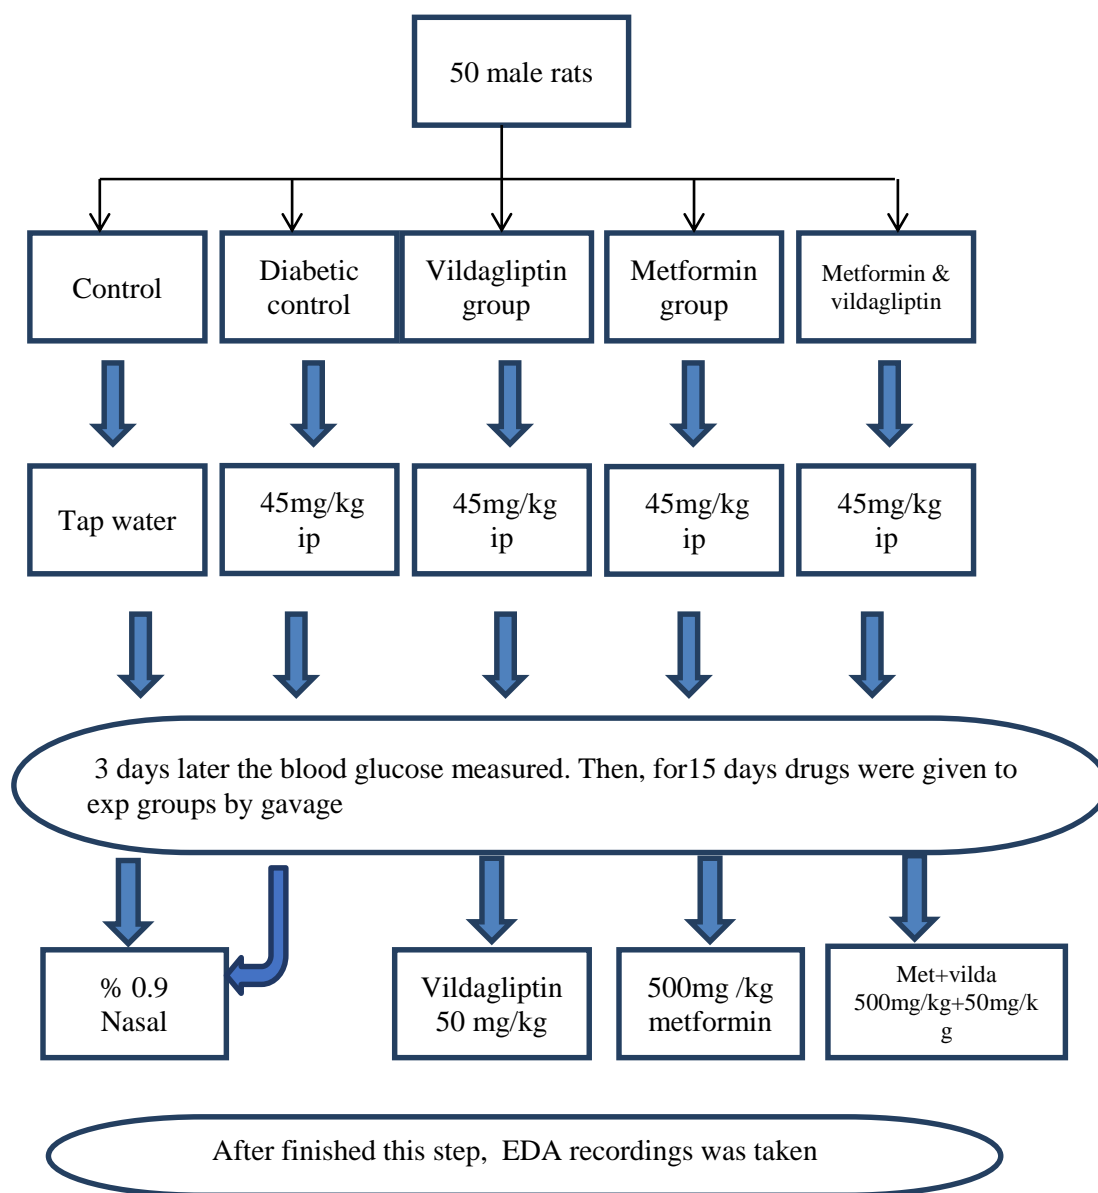 50 male rats
Control
Diabetic
control
Vildagliptin
group
Metformin
group
Metformin &
vildagliptin
Tap water
45mg/kg
ip
45mg/kg
ip
45mg/kg
ip
45mg/kg
ip
3 days later the blood glucose measured. Then, for15 days drugs were given to
exp groups by gavage
% 0.9
Nasal
Vildagliptin
50 mg/kg
500mg /kg
metformin
Met+vilda
500mg/kg+50mg/k
g
After finished this step,  EDA recordings was taken